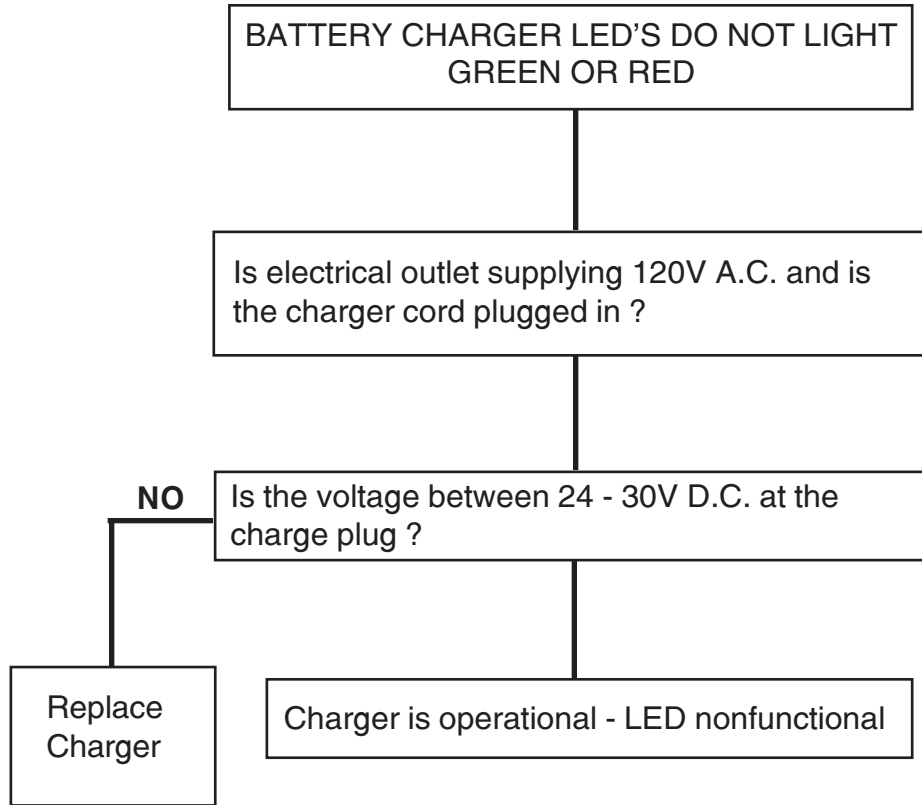 BATTERY CHARGER LED'S DO NOT LIGHT
GREEN OR RED
Is electrical outlet supplying 120V A.C. and is
the charger cord plugged in ?
NO
Is the voltage between 24 - 30V D.C. at the
charge plug ?
Replace
Charger
Charger is operational - LED nonfunctional